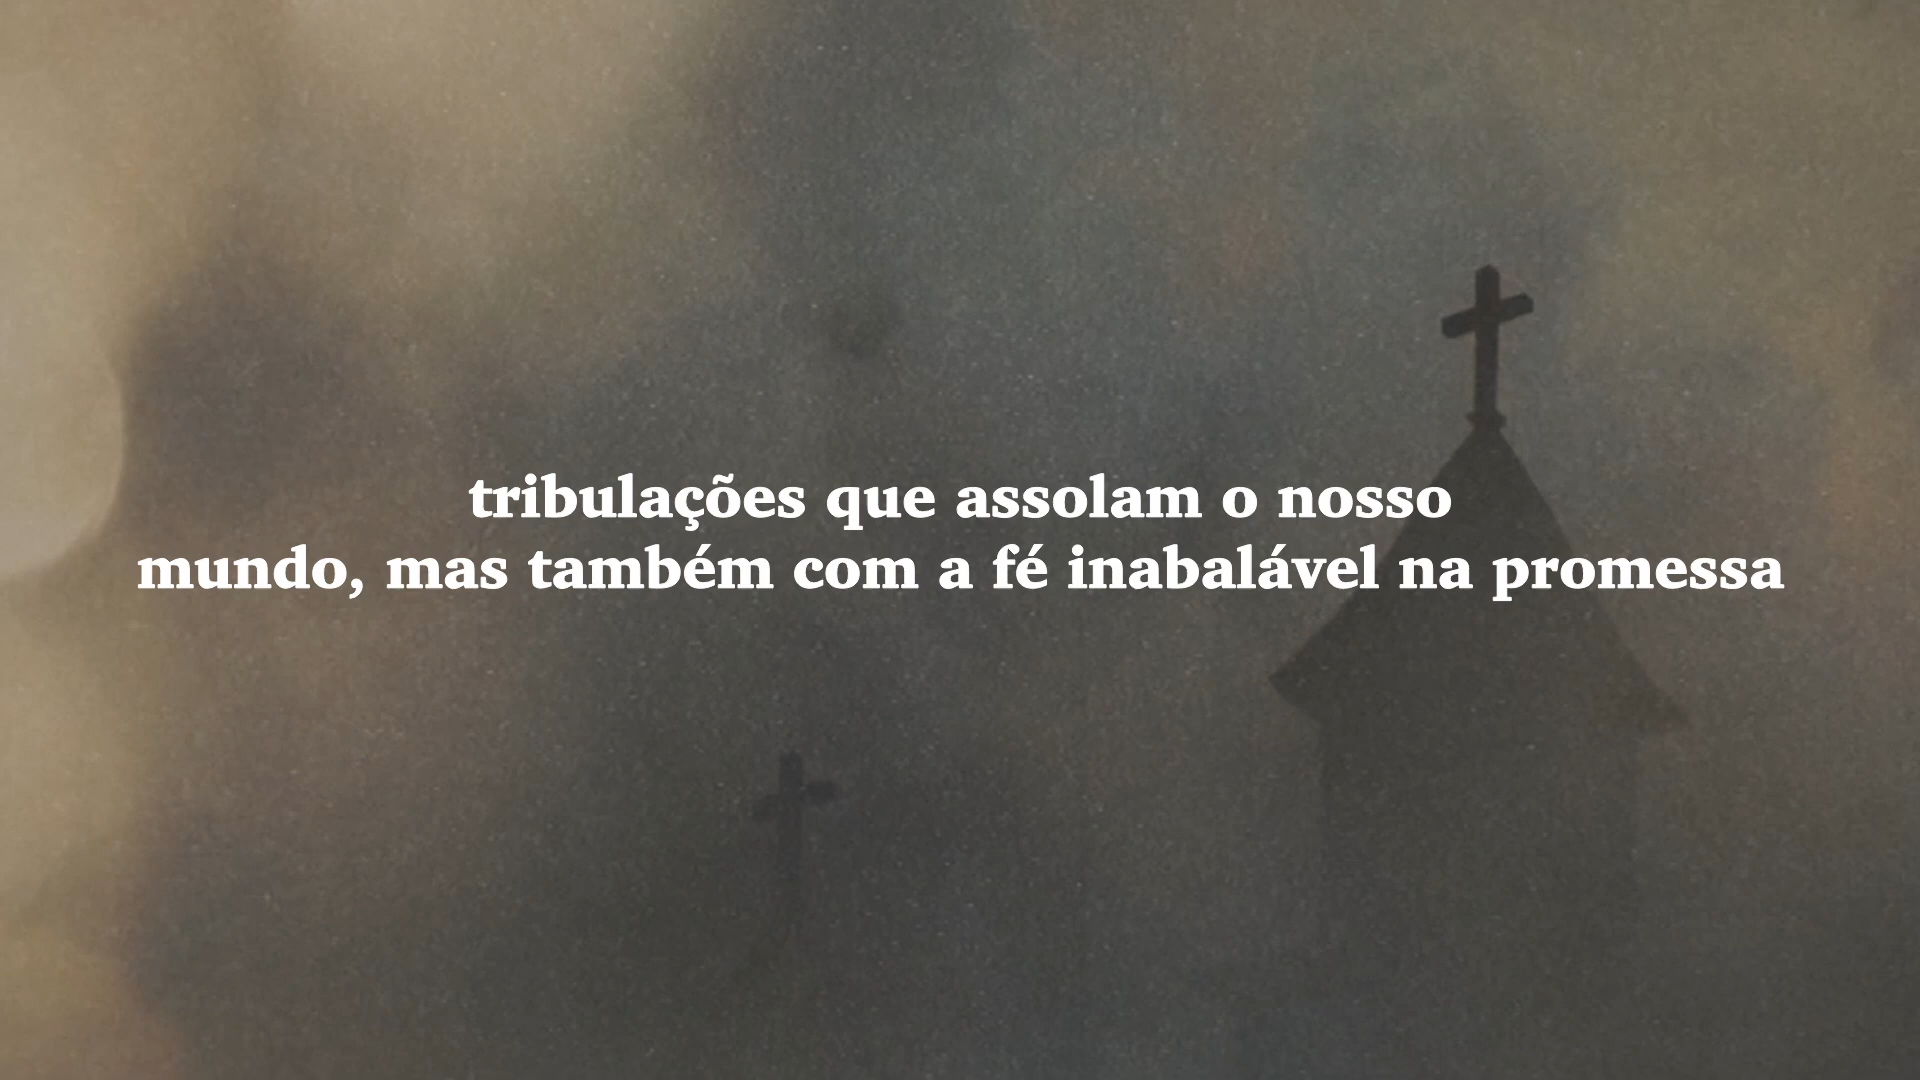 tribulações que assolam o nosso
mundo, mas também com a fé inabalável na promessa